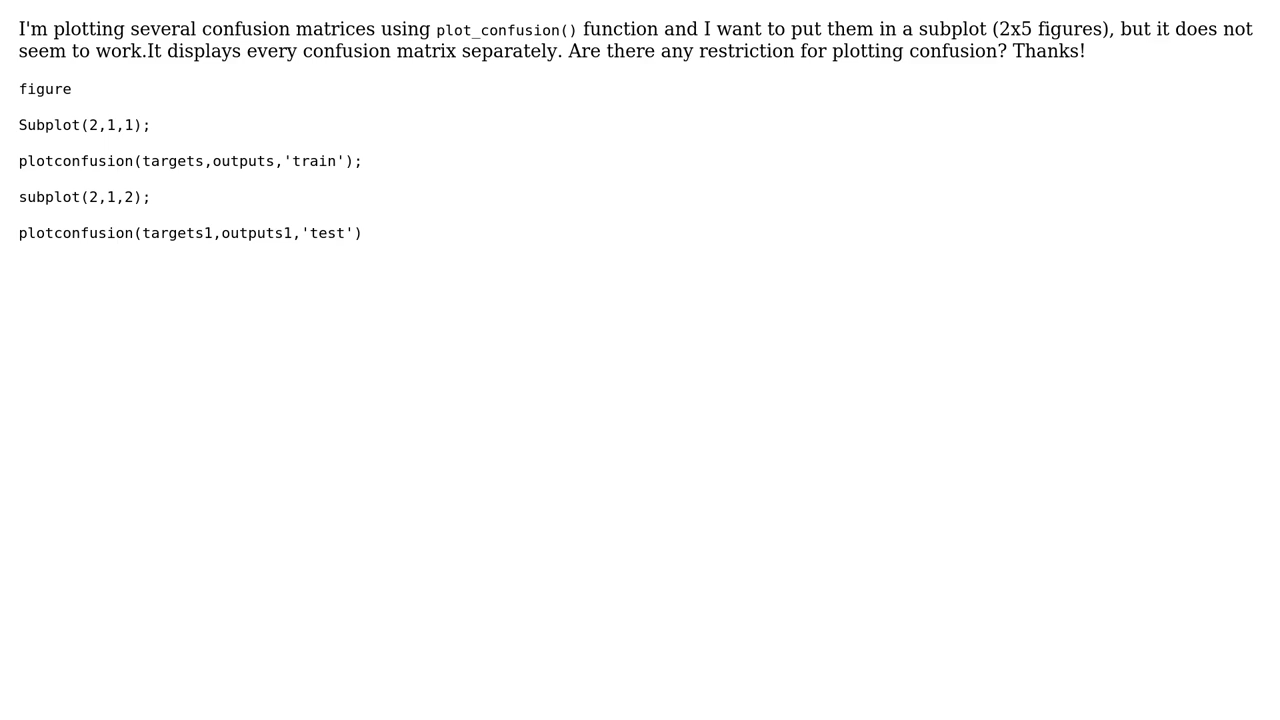 I'm plotting several confusion matrices using plot_confusion() function and I want to put them in a subplot (2x5 figures), but it does not
seem to work.It displays every confusion matrix separately. Are there any restriction for plotting confusion? Thanks!
figure
Subplot(2,1,1);
plotconfusion(targets,outputs,'train');
subplot(2,1,2);
plotconfusion(targets1,outputs1,'test')